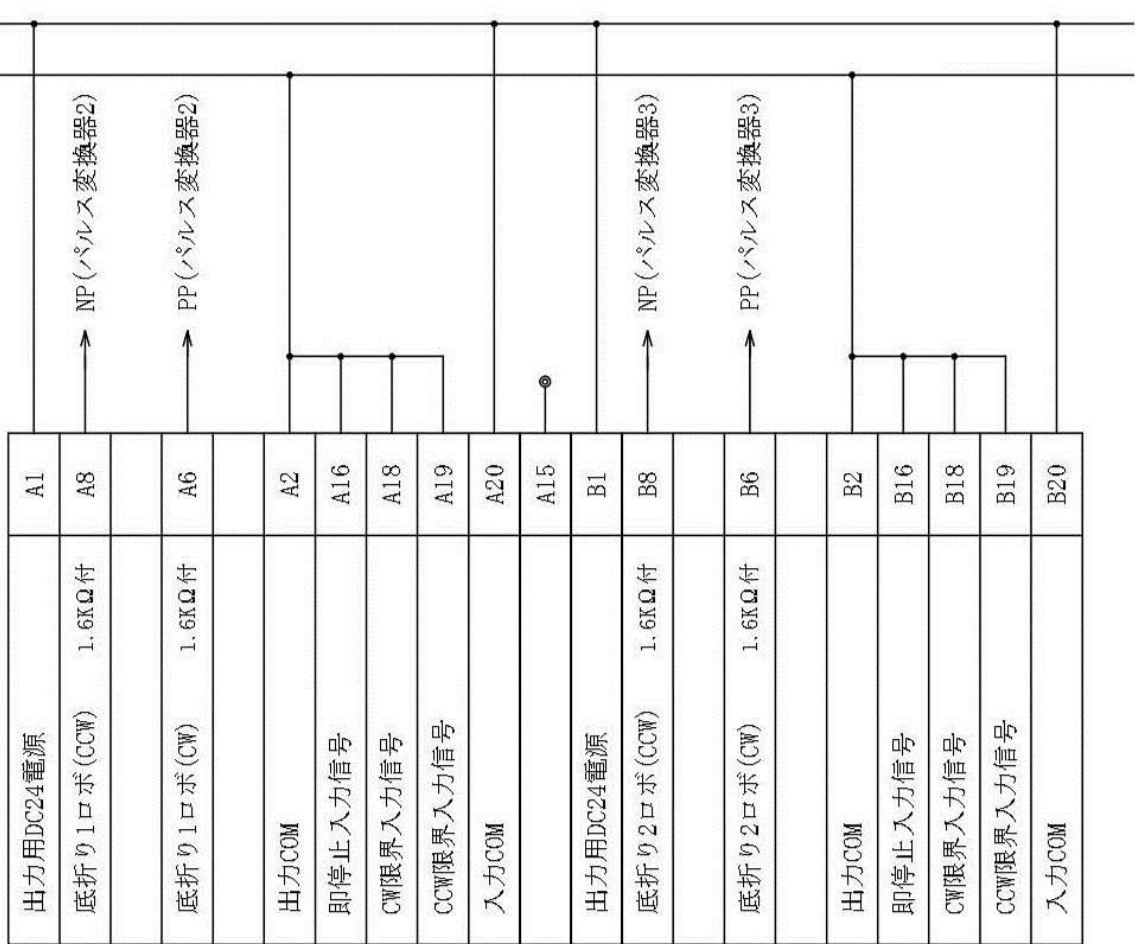 出力用DC24電源 A1
底折り1ロボ(CCW) 1.6KΩ付 A8 NP(パルス変換器2)
底折り1ロボ(CW) 1.6KΩ付 A6 PP(パルス変換器2)
出力COM A2
即停止入力信号 A16
CW限界入力信号 A18
CCW限界入力信号 A19
入力COM A20
A15
出力用DC24電源 B1
底折り2ロボ(CCW) 1.6KΩ付 B8 NP(パルス変換器3)
底折り2ロボ(CW) 1.6KΩ付 B6 PP(パルス変換器3)
出力COM B2
即停止入力信号 B16
CW限界入力信号 B18
CCW限界入力信号 B19
入力COM B20